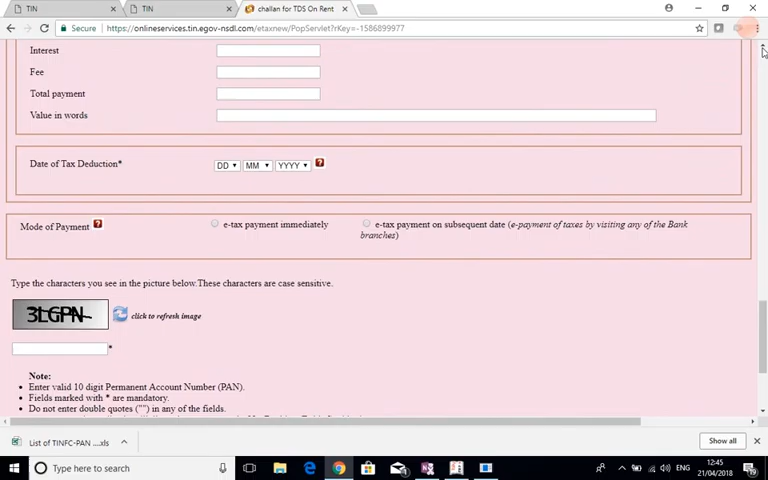 TIN
TIN
challan for TDS On Rent
Secure https://onlineservices.tin.egov-nsdl.com/etaxnew/PopServlet?rKey=-1586899977
Interest
Fee
Total payment
Value in words
Date of Tax Deduction*
DD MM YYYY
Mode of Payment
e-tax payment immediately
e-tax payment on subsequent date (e-payment of taxes by visiting any of the Bank
branches)
Type the characters you see in the picture below.These characters are case sensitive.
3LGPN
click to refresh image
*
Note:
• Enter valid 10 digit Permanent Account Number (PAN).
• Fields marked with * are mandatory.
• Do not enter double quotes ("") in any of the fields.
List of TINFC-PAN ....xls
Show all
Type here to search
ENG
12:45
21/04/2018